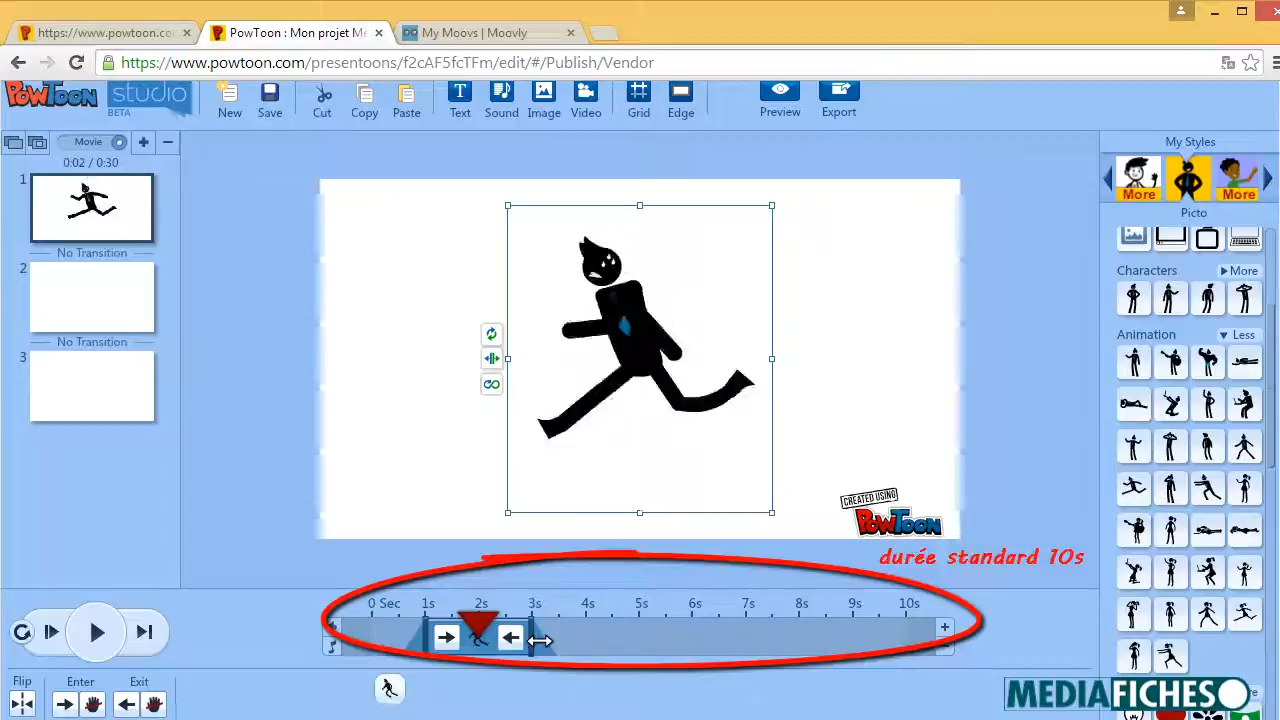 https://www.powtoon.co
PowToon : Mon projet Mé
My Moovs | Moovly
https://www.powtoon.com/presentoons/f2cAF5fcTFm/edit/#/Publish/Vendor
POWTOON studio BETA
New Save Cut Copy Paste Text Sound Image Video Grid Edge Preview Export
Movie
0:02 / 0:30
1
No Transition
2
No Transition
3
My Styles
More More
Picto
Characters More
Animation Less
CREATED USING
POWTOON
durée standard 10s
0 Sec 1s 2s 3s 4s 5s 6s 7s 8s 9s 10s
Flip Enter Exit
MEDIAFICHES